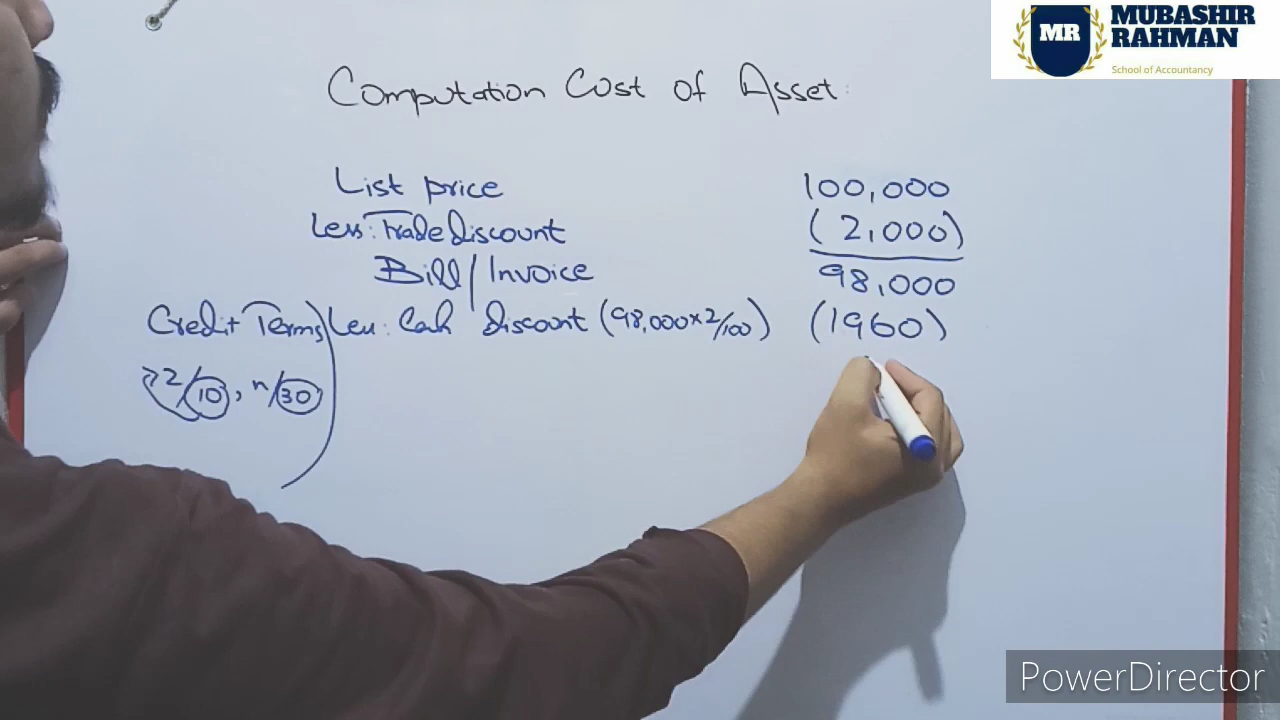 MR
MUBASHIR
RAHMAN
School of Accountancy
Computation Cost of Asset:
List price 100,000
Less: Trade discount (2,000)
Bill/Invoice 98,000
Credit Terms) Less: Cash discount (98,000×2/100) (1960)
2/10, n/30
PowerDirector